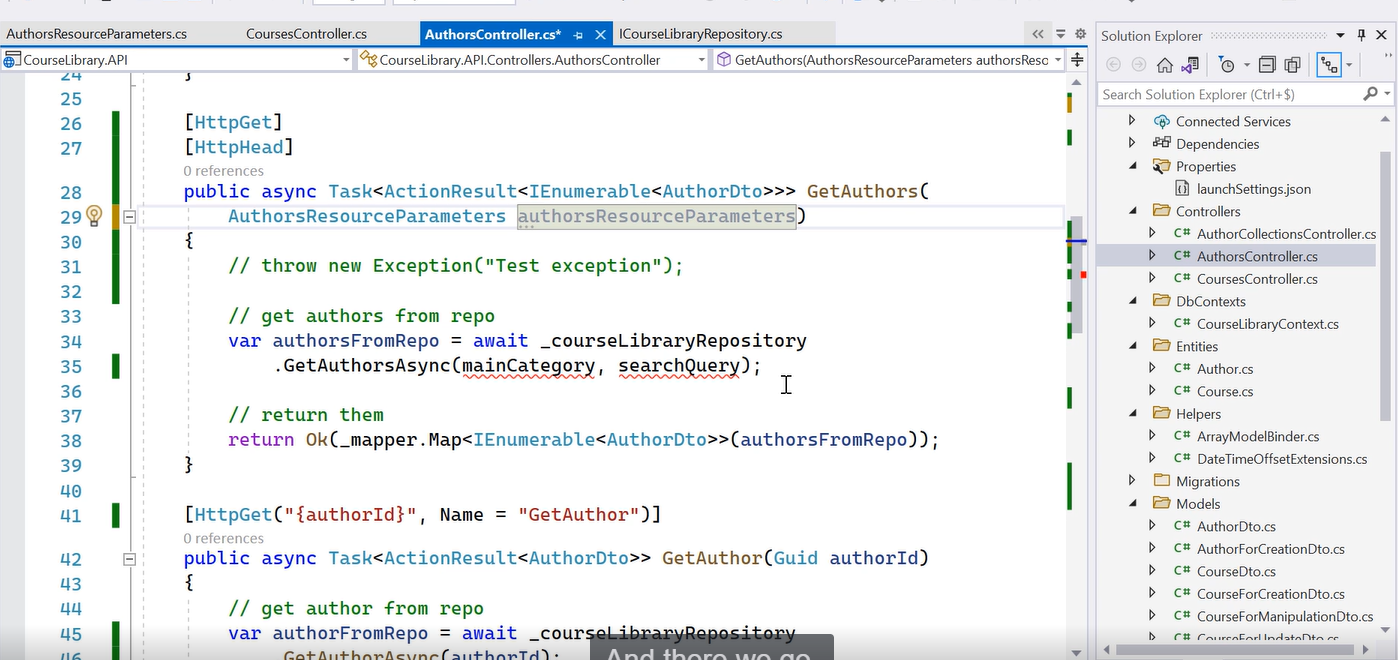 AuthorsResourceParameters.cs CoursesController.cs AuthorsController.cs* ICourseLibraryRepository.cs
CourseLibrary.API CourseLibrary.API.Controllers.AuthorsController GetAuthors(AuthorsResourceParameters authorsReso
24 }
25
26 [HttpGet]
27 [HttpHead]
0 references
28 public async Task<ActionResult<IEnumerable<AuthorDto>>> GetAuthors(
29 AuthorsResourceParameters authorsResourceParameters)
30 {
31 // throw new Exception("Test exception");
32
33 // get authors from repo
34 var authorsFromRepo = await _courseLibraryRepository
35 .GetAuthorsAsync(mainCategory, searchQuery);
36
37 // return them
38 return Ok(_mapper.Map<IEnumerable<AuthorDto>>(authorsFromRepo));
39 }
40
41 [HttpGet("{authorId}", Name = "GetAuthor")]
0 references
42 public async Task<ActionResult<AuthorDto>> GetAuthor(Guid authorId)
43 {
44 // get author from repo
45 var authorFromRepo = await _courseLibraryRepository
46 .GetAuthorAsync(authorId);
And there we go
Solution Explorer
Search Solution Explorer (Ctrl+$)
Connected Services
Dependencies
Properties
launchSettings.json
Controllers
C# AuthorCollectionsController.cs
C# AuthorsController.cs
C# CoursesController.cs
DbContexts
C# CourseLibraryContext.cs
Entities
C# Author.cs
C# Course.cs
Helpers
C# ArrayModelBinder.cs
C# DateTimeOffsetExtensions.cs
Migrations
Models
C# AuthorDto.cs
C# AuthorForCreationDto.cs
C# CourseDto.cs
C# CourseForCreationDto.cs
C# CourseForManipulationDto.cs
C# CourseForUpdateDto.cs